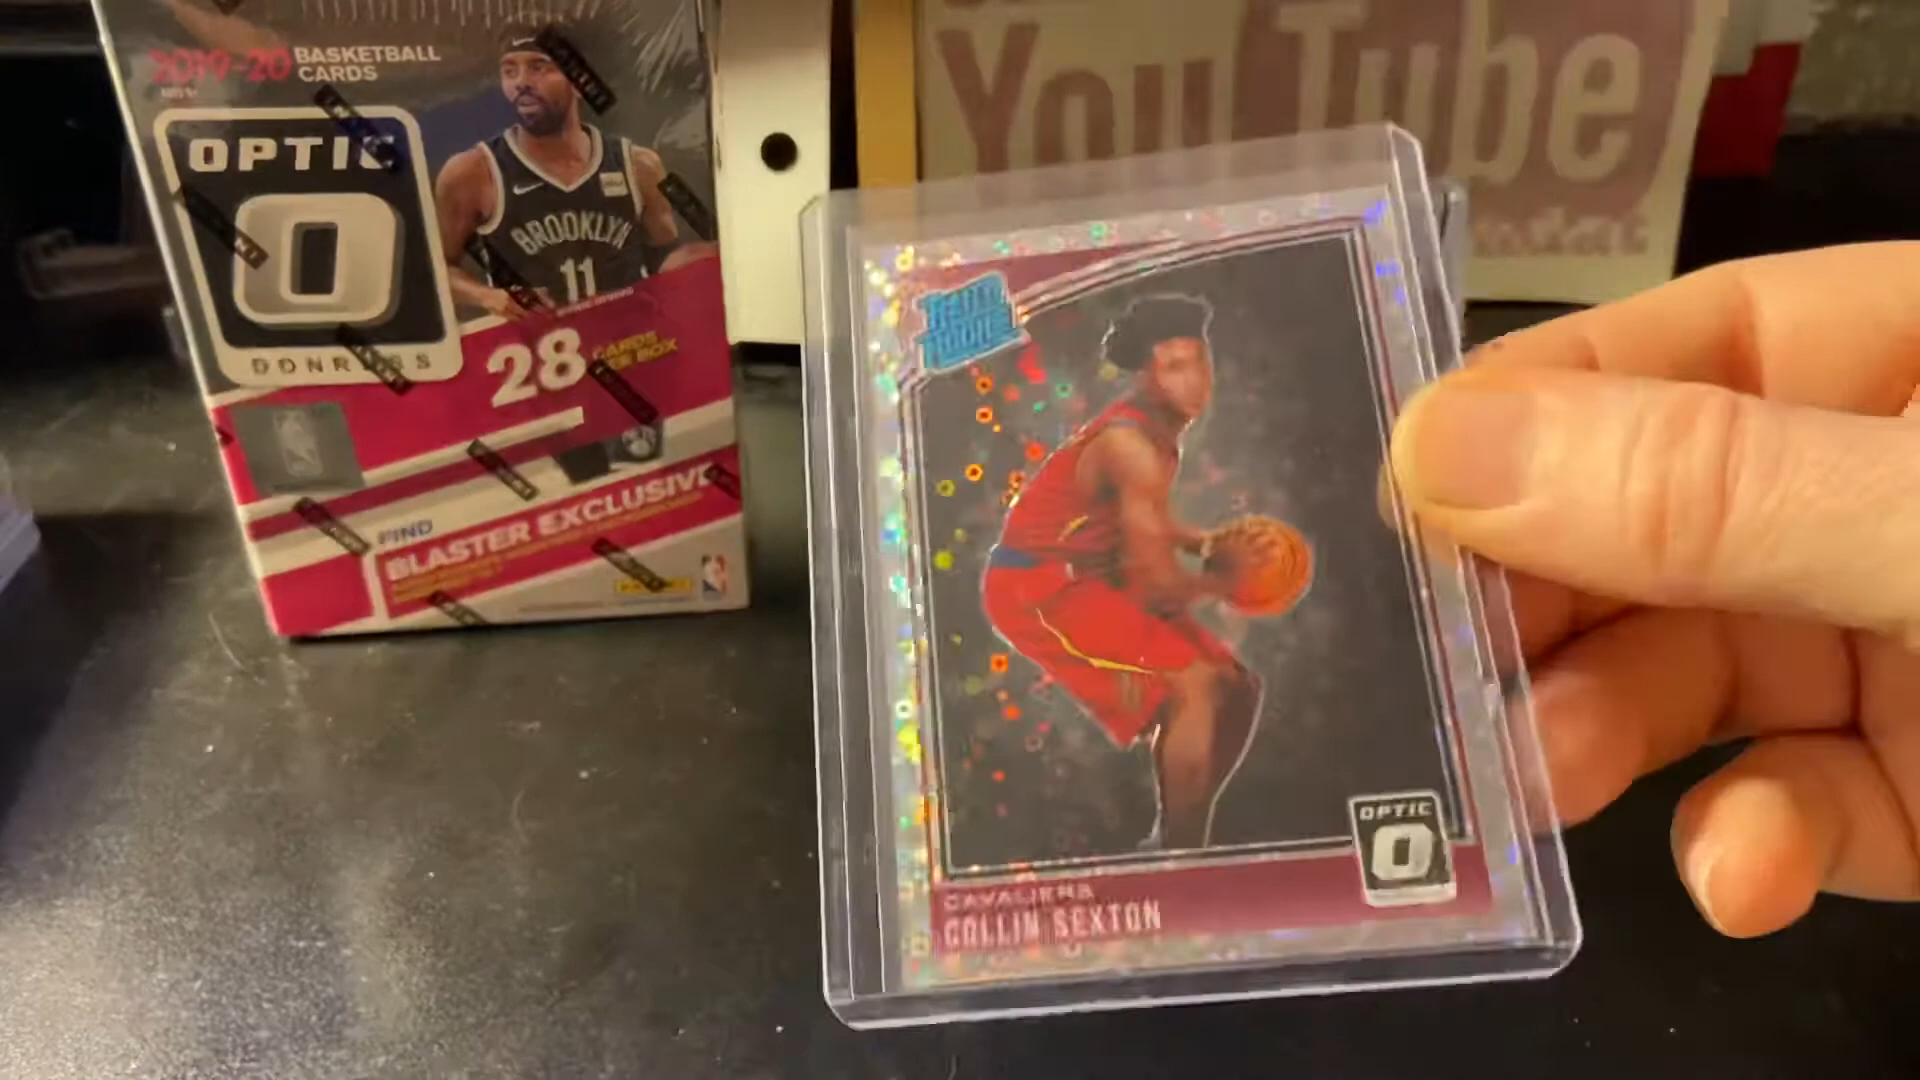 2019-20 BASKETBALL
CARDS
OPTIC
DONRUSS
BROOKLYN
11
28 CARDS
PER BOX
FIND
BLASTER EXCLUSIVE
PANINI
YouTube
RATED
ROOKIE
OPTIC
CAVALIERS
COLLIN SEXTON